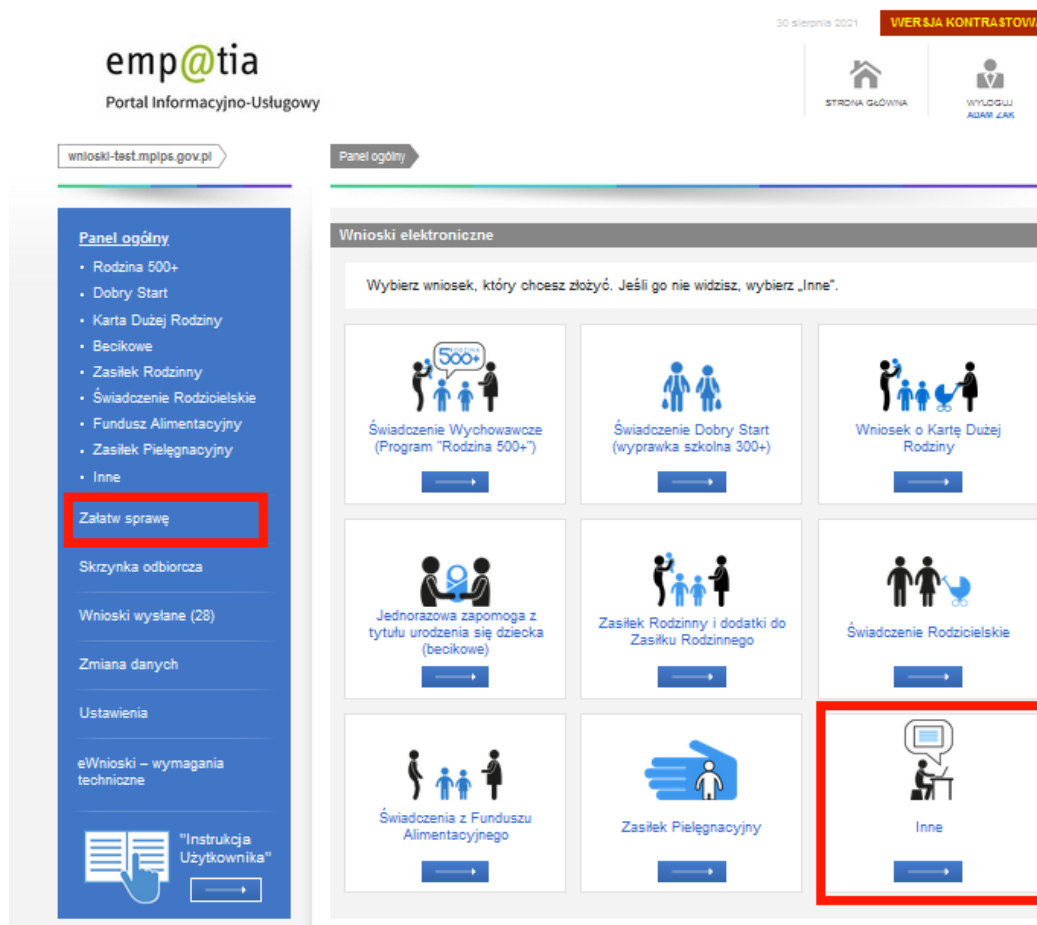 30 sierpnia 2021
WERSJA KONTRASTOWA
emp@tia
Portal Informacyjno-Usługowy
STRONA GŁÓWNA
WYLOGUJ
ADAM ZAK
wnioski-test.mpips.gov.pl
Panel ogólny
Panel ogólny
Rodzina 500+
Dobry Start
Karta Dużej Rodziny
Becikowe
Zasiłek Rodzinny
Świadczenie Rodzicielskie
Fundusz Alimentacyjny
Zasiłek Pielęgnacyjny
Inne
Załatw sprawę
Skrzynka odbiorcza
Wnioski wysłane (28)
Zmiana danych
Ustawienia
eWnioski – wymagania
techniczne
"Instrukcja
Użytkownika"
Wnioski elektroniczne
Wybierz wniosek, który chcesz złożyć. Jeśli go nie widzisz, wybierz „Inne".
RODZINA
500+
Świadczenie Wychowawcze
(Program "Rodzina 500+")
Świadczenie Dobry Start
(wyprawka szkolna 300+)
Wniosek o Kartę Dużej
Rodziny
Jednorazowa zapomoga z
tytułu urodzenia się dziecka
(becikowe)
Zasiłek Rodzinny i dodatki do
Zasiłku Rodzinnego
Świadczenie Rodzicielskie
Świadczenia z Funduszu
Alimentacyjnego
Zasiłek Pielęgnacyjny
Inne